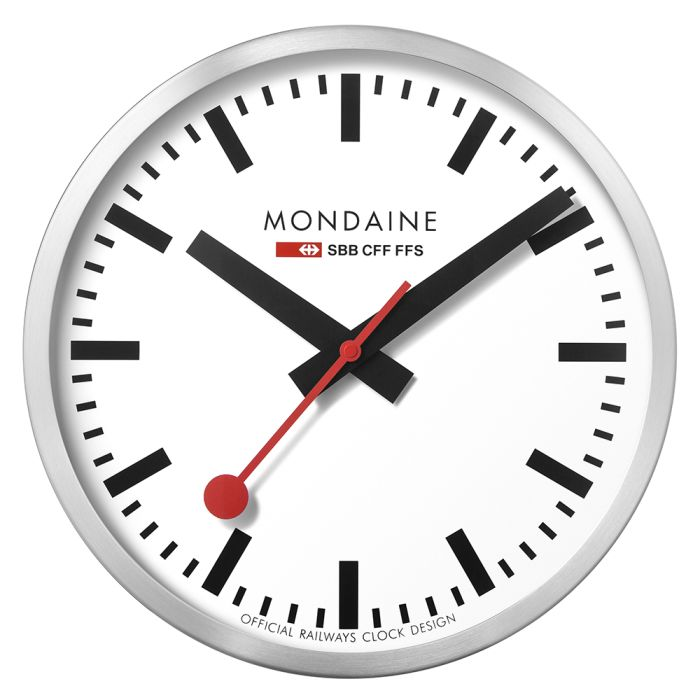 MONDAINE
SBB CFF FFS
OFFICIAL RAILWAYS CLOCK DESIGN